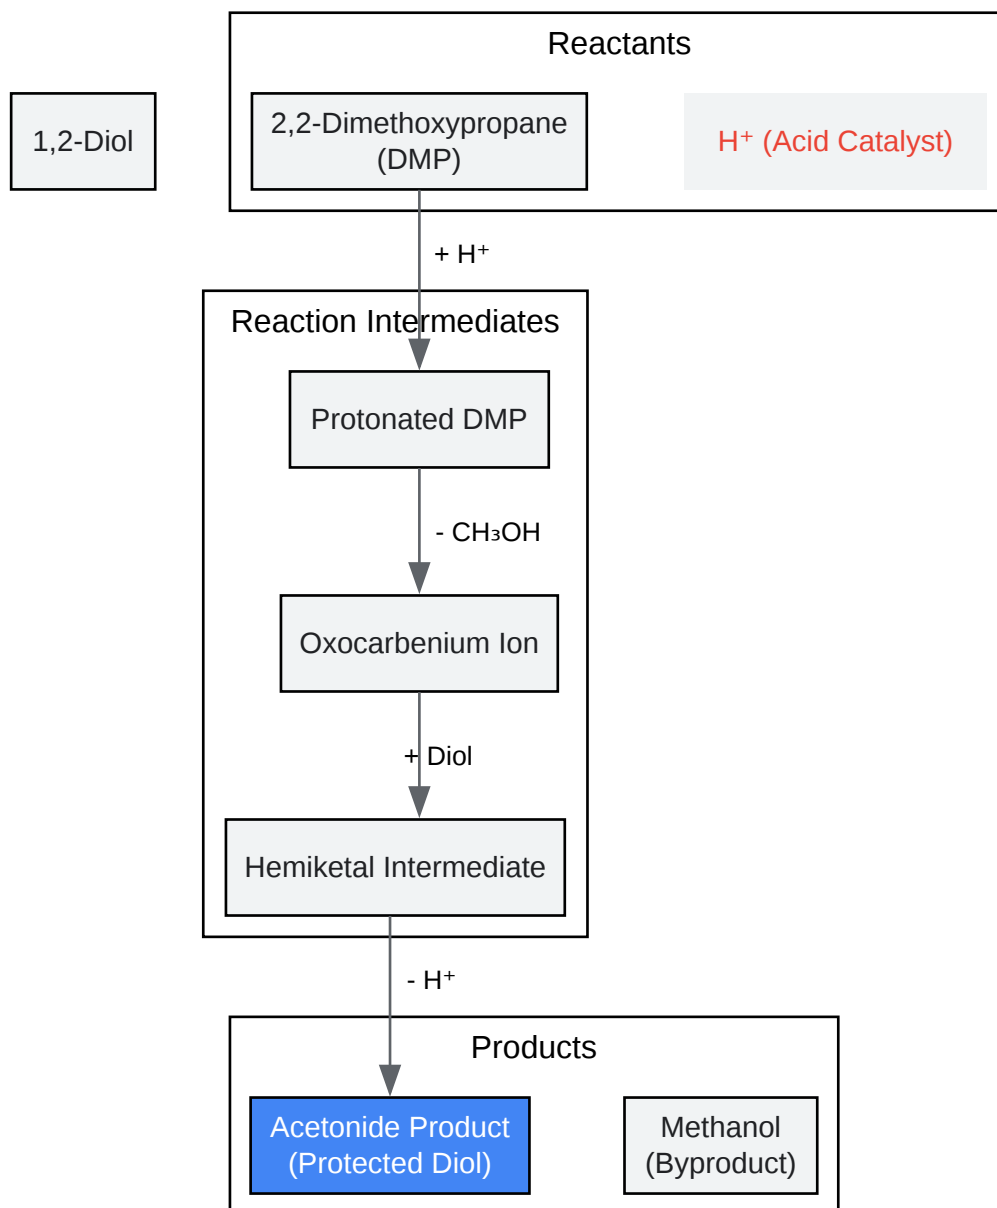 Reactants
1,2-Diol
2,2-Dimethoxypropane
(DMP)
H⁺ (Acid Catalyst)
+ H⁺
Reaction Intermediates
Protonated DMP
- CH₃OH
Oxocarbenium Ion
+ Diol
Hemiketal Intermediate
- H⁺
Products
Acetonide Product
(Protected Diol)
Methanol
(Byproduct)